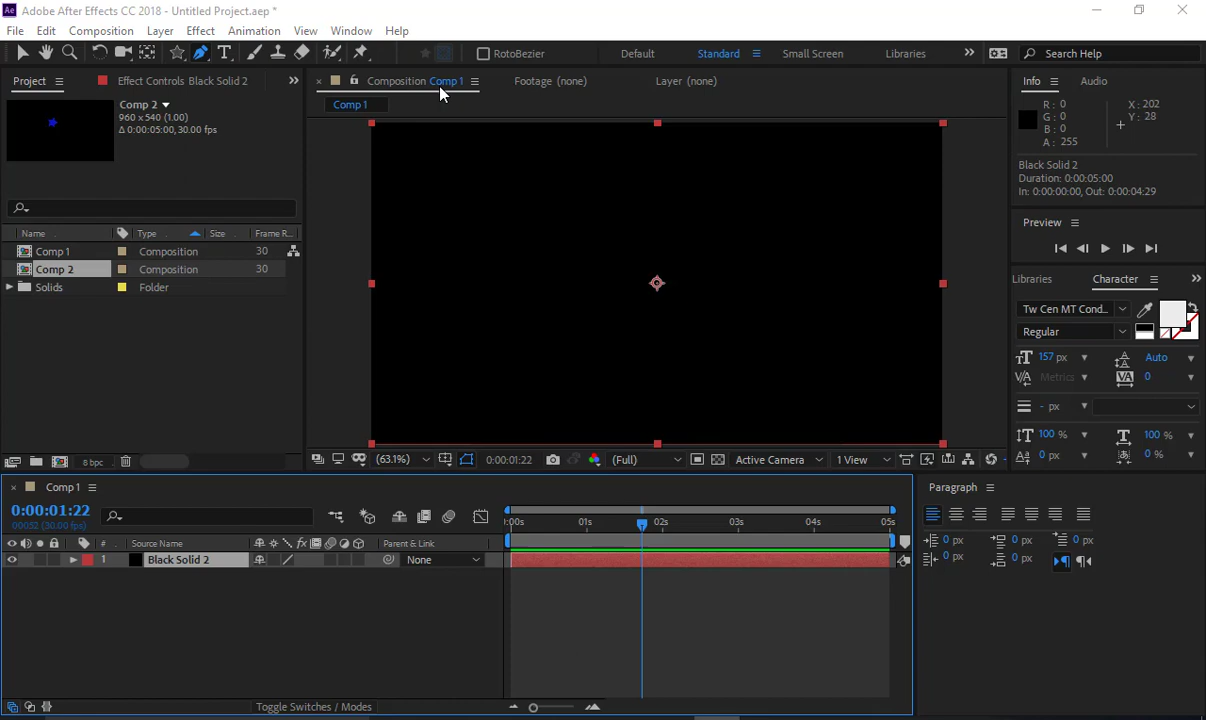 Ae Adobe After Effects CC 2018 - Untitled Project.aep *
File Edit Composition Layer Effect Animation View Window Help
RotoBezier Default Standard Small Screen Libraries Search Help
Project Effect Controls Black Solid 2 Composition Comp 1 Footage (none) Layer (none) Info Audio
Comp 2
960 x 540 (1.00)
Δ 0:00:05:00, 30.00 fps
Comp 1
R: 0
G: 0
B: 0
A: 255
X: 202
Y: 28
Black Solid 2
Duration: 0:00:05:00
In: 0:00:00:00, Out: 0:00:04:29
Preview
Name Type Size Frame R...
Comp 1 Composition 30
Comp 2 Composition 30
Solids Folder
Libraries Character
Tw Cen MT Cond...
Regular
157 px Auto
Metrics 0
- px
100 % 100 %
0 px 0 %
8 bpc (63.1%) 0:00:01:22 (Full) Active Camera 1 View
Comp 1
0:00:01:22
00052 (30.00 fps)
:00s 01s 02s 03s 04s 05s
# Source Name Parent & Link
1 Black Solid 2 None
Toggle Switches / Modes
Paragraph
0 px 0 px 0 px
0 px 0 px